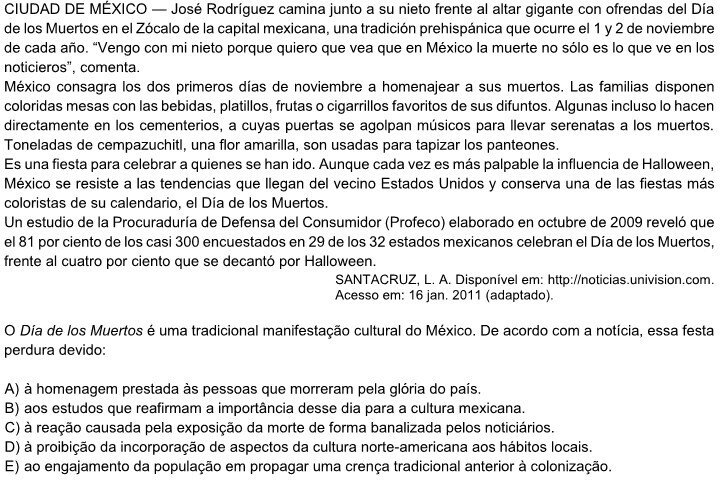 CIUDAD DE MÉXICO — José Rodríguez camina junto a su nieto frente al altar gigante con ofrendas del Día
de los Muertos en el Zócalo de la capital mexicana, una tradición prehispánica que ocurre el 1 y 2 de noviembre
de cada año. “Vengo con mi nieto porque quiero que vea que en México la muerte no sólo es lo que ve en los
noticieros”, comenta.
México consagra los dos primeros días de noviembre a homenajear a sus muertos. Las familias disponen
coloridas mesas con las bebidas, platillos, frutas o cigarrillos favoritos de sus difuntos. Algunas incluso lo hacen
directamente en los cementerios, a cuyas puertas se agolpan músicos para llevar serenatas a los muertos.
Toneladas de cempazuchitl, una flor amarilla, son usadas para tapizar los panteones.
Es una fiesta para celebrar a quienes se han ido. Aunque cada vez es más palpable la influencia de Halloween,
México se resiste a las tendencias que llegan del vecino Estados Unidos y conserva una de las fiestas más
coloristas de su calendario, el Día de los Muertos.
Un estudio de la Procuraduría de Defensa del Consumidor (Profeco) elaborado en octubre de 2009 reveló que
el 81 por ciento de los casi 300 encuestados en 29 de los 32 estados mexicanos celebran el Día de los Muertos,
frente al cuatro por ciento que se decantó por Halloween.
SANTACRUZ, L. A. Disponível em: http://noticias.univision.com.
Acesso em: 16 jan. 2011 (adaptado).
O Día de los Muertos é uma tradicional manifestação cultural do México. De acordo com a notícia, essa festa
perdura devido:
A) à homenagem prestada às pessoas que morreram pela glória do país.
B) aos estudos que reafirmam a importância desse dia para a cultura mexicana.
C) à reação causada pela exposição da morte de forma banalizada pelos noticiários.
D) à proibição da incorporação de aspectos da cultura norte-americana aos hábitos locais.
E) ao engajamento da população em propagar uma crença tradicional anterior à colonização.